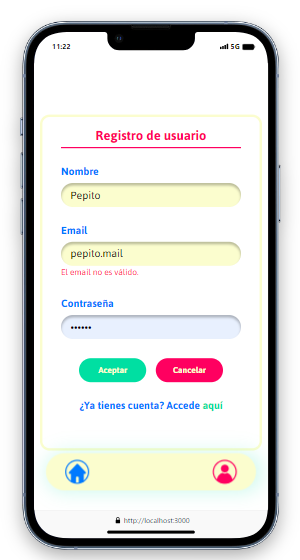 11:22
5G
Registro de usuario
Nombre
Pepito
Email
pepito.mail
El email no es válido.
Contraseña
••••••
Aceptar
Cancelar
¿Ya tienes cuenta? Accede aquí
http://localhost:3000